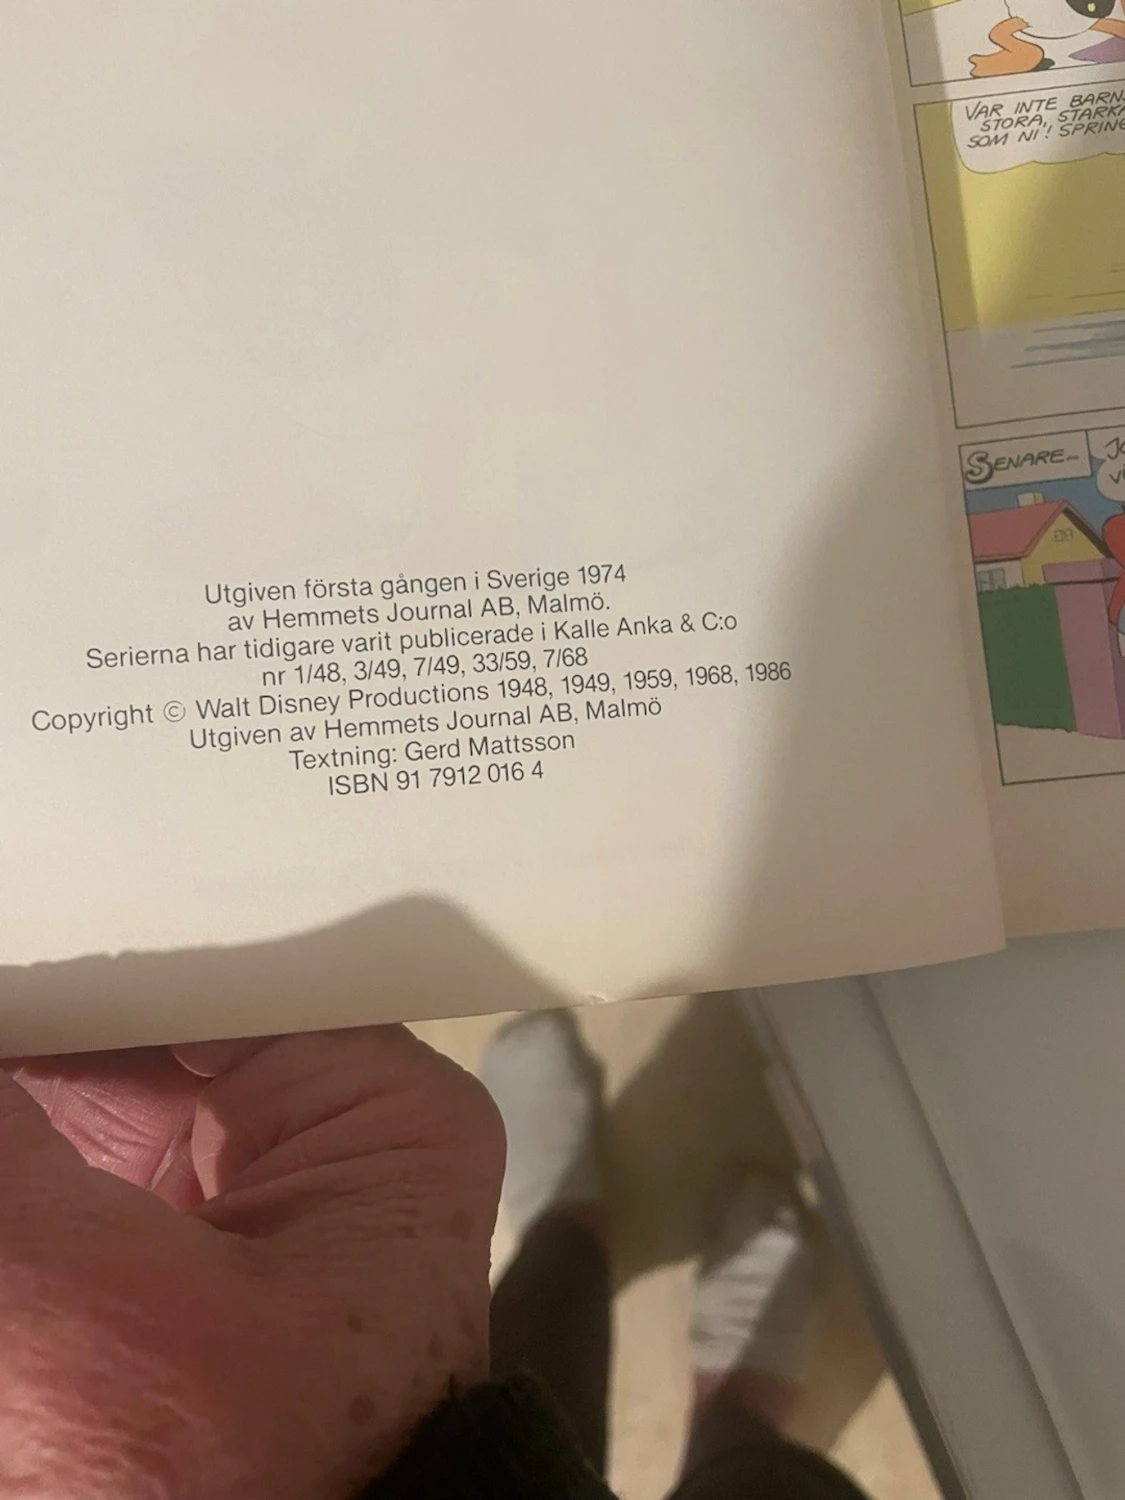 Utgiven första gången i Sverige 1974
av Hemmets Journal AB, Malmö.
Serierna har tidigare varit publicerade i Kalle Anka & C:o
nr 1/48, 3/49, 7/49, 33/59, 7/68
Copyright © Walt Disney Productions 1948, 1949, 1959, 1968, 1986
Utgiven av Hemmets Journal AB, Malmö
Textning: Gerd Mattsson
ISBN 91 7912 016 4
VAR INTE
STORA,
SOM NI! 
SENARE...